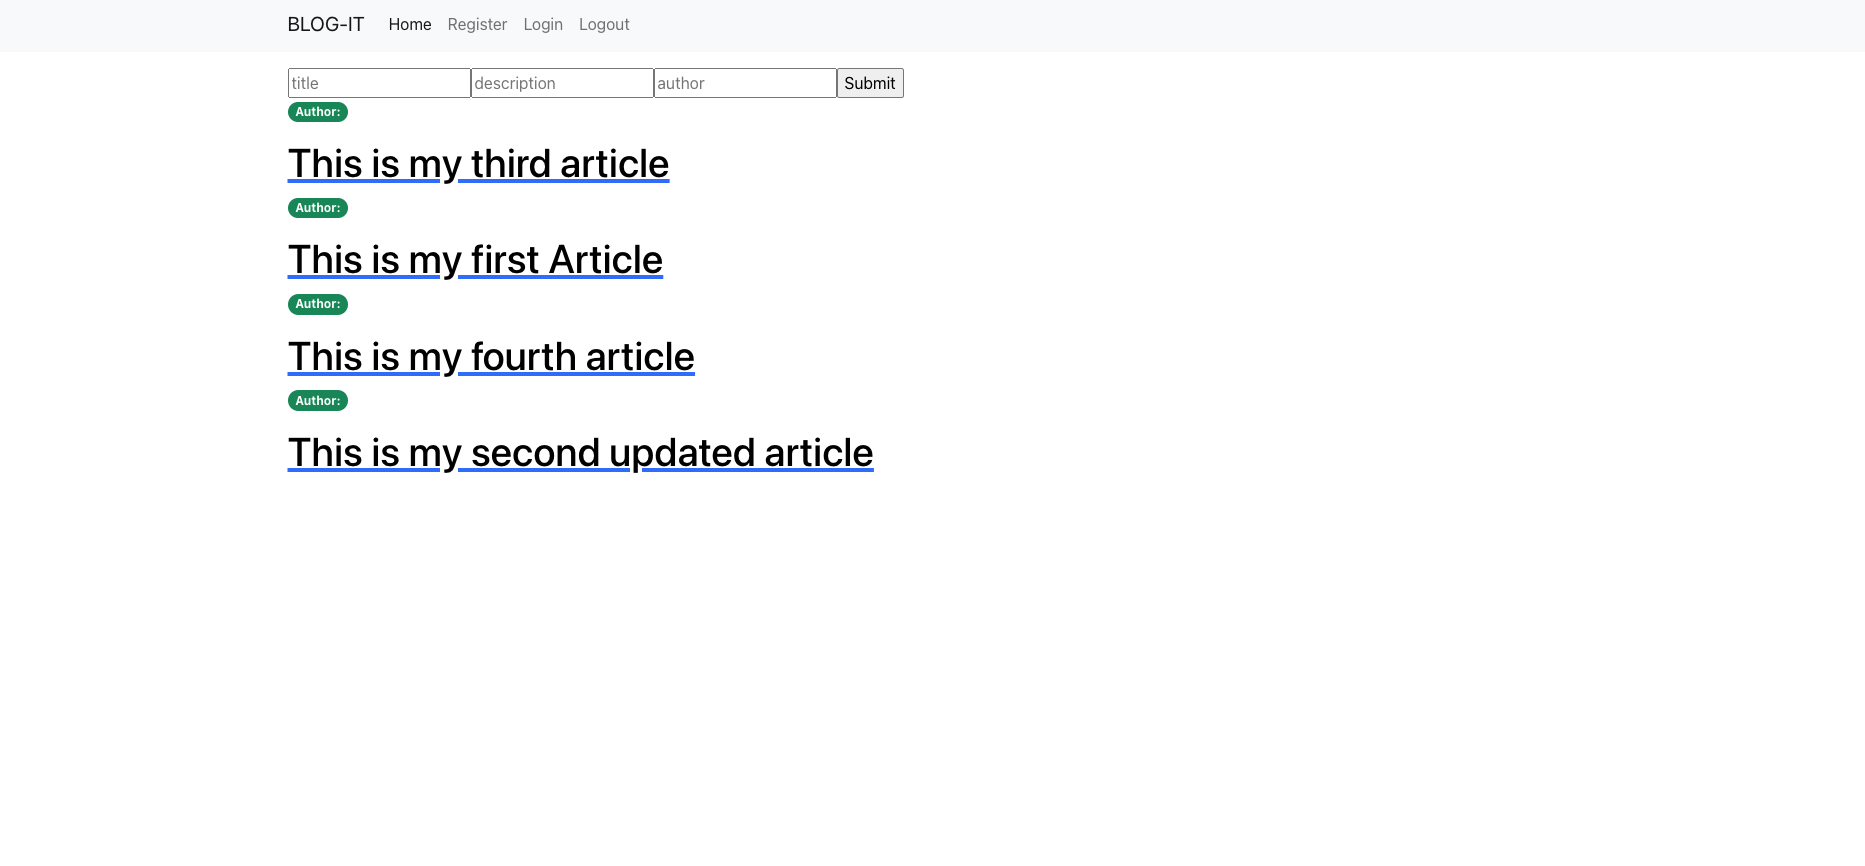 BLOG-IT Home Register Login Logout
title description author Submit
Author:
This is my third article
Author:
This is my first Article
Author:
This is my fourth article
Author:
This is my second updated article